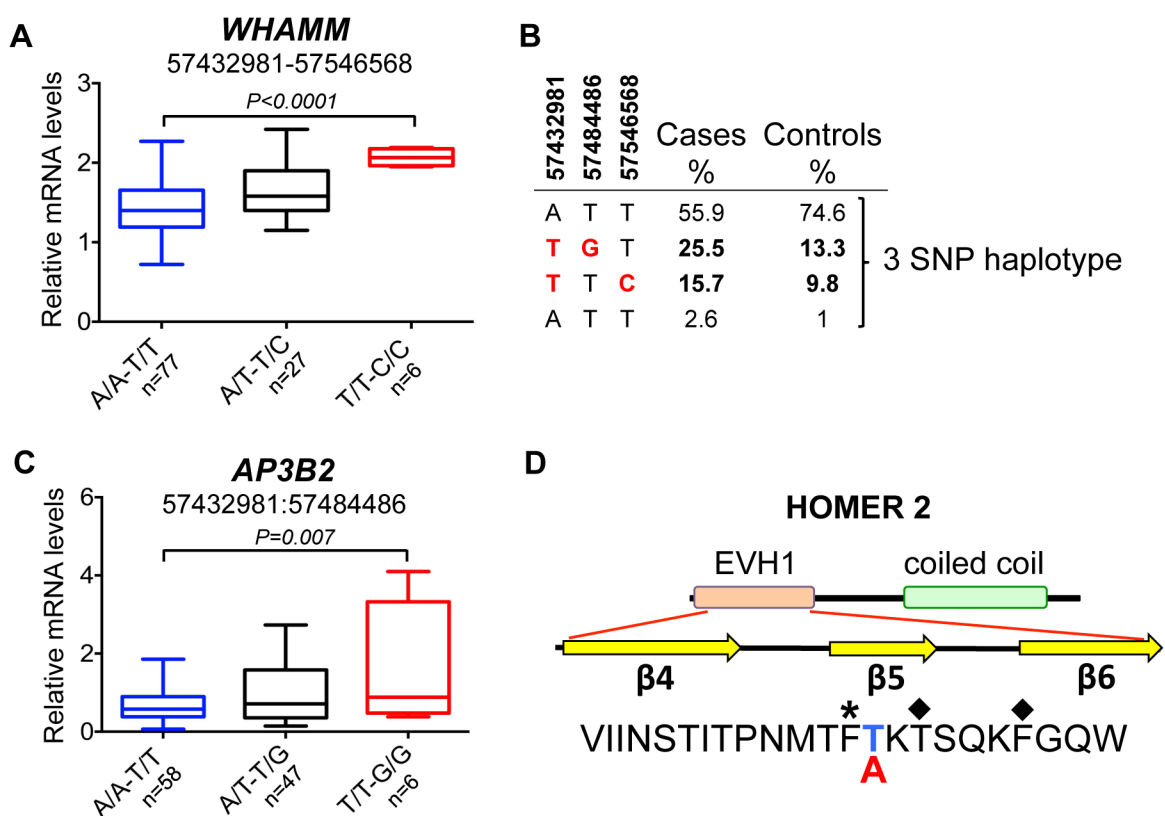 A
WHAMM
57432981-57546568
P<0.0001
Relative mRNA levels
3
2
1
0
A/A-T/T
n=77
A/T-T/C
n=27
T/T-C/C
n=6
B
57432981
57484486
57546568
Cases
%
Controls
%
A T T 55.9 74.6
T G T 25.5 13.3
T T C 15.7 9.8
A T T 2.6 1
3 SNP haplotype
C
AP3B2
57432981:57484486
P=0.007
Relative mRNA levels
6
4
2
0
A/A-T/T
n=58
A/T-T/G
n=47
T/T-G/G
n=6
D
HOMER 2
EVH1
coiled coil
β4
β5
β6
*
VIINSTITPNMTFTKTSQKFGQW
A